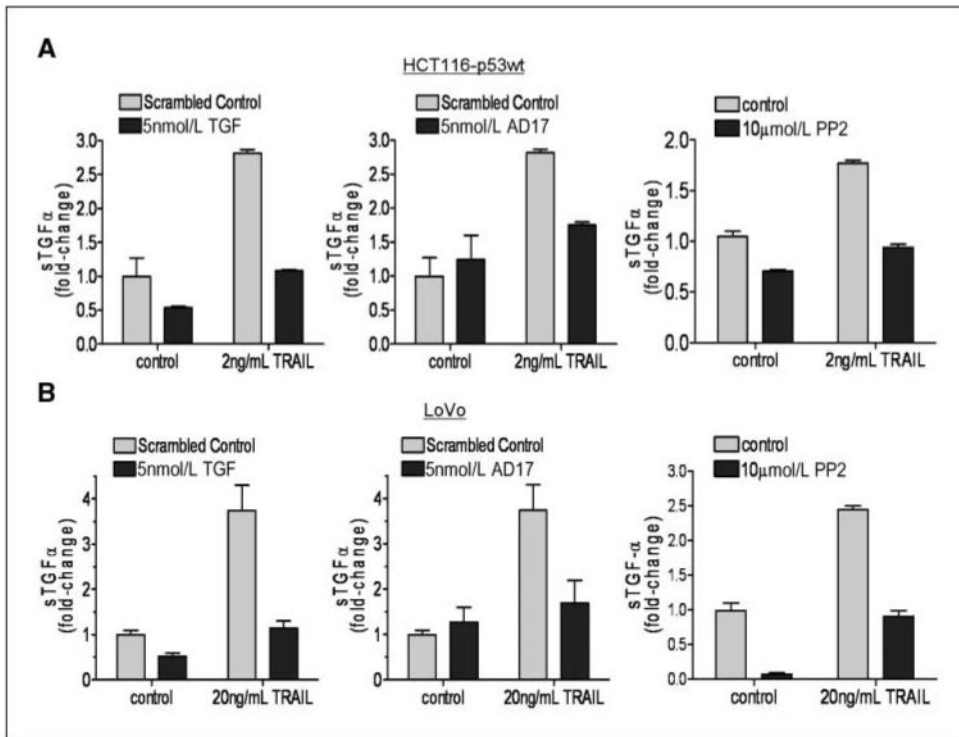 A
HCT116-p53wt
Scrambled Control
5nmol/L TGF
sTGFα
(fold-change)
3.0
2.5
2.0
1.5
1.0
0.5
0.0
control
2ng/mL TRAIL
Scrambled Control
5nmol/L AD17
sTGFα
(fold-change)
3.0
2.5
2.0
1.5
1.0
0.5
0.0
control
2ng/mL TRAIL
control
10μmol/L PP2
sTGFα
(fold-change)
2.0
1.5
1.0
0.5
0.0
control
2ng/mL TRAIL
B
LoVo
Scrambled Control
5nmol/L TGF
sTGFα
(fold-change)
4
3
2
1
0
control
20ng/mL TRAIL
Scrambled Control
5nmol/L AD17
sTGFα
(fold-change)
4
3
2
1
0
control
20ng/mL TRAIL
control
10μmol/L PP2
sTGF-α
(fold-change)
3.0
2.5
2.0
1.5
1.0
0.5
0.0
control
20ng/mL TRAIL